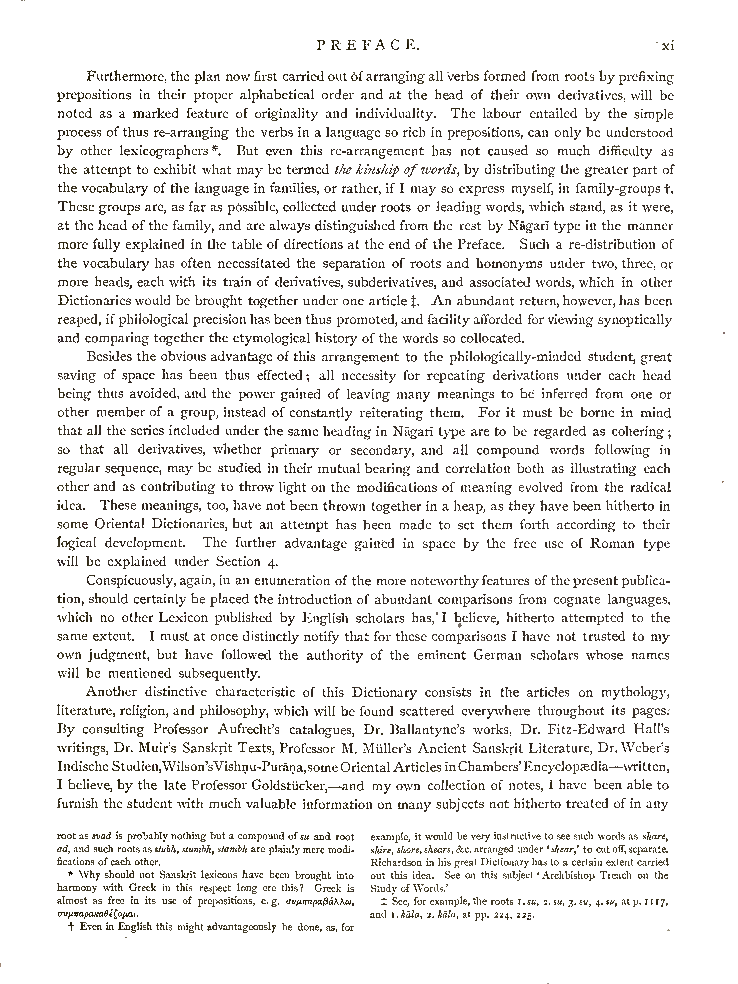 PREFACE. xi
Furthermore, the plan now first carried out of arranging all verbs formed from roots by prefixing
prepositions in their proper alphabetical order and at the head of their own derivatives, will be
noted as a marked feature of originality and individuality. The labour entailed by the simple
process of thus re-arranging the verbs in a language so rich in prepositions, can only be understood
by other lexicographers*. But even this re-arrangement has not caused so much difficulty as
the attempt to exhibit what may be termed the kinship of words, by distributing the greater part of
the vocabulary of the language in families, or rather, if I may so express myself, in family-groups †.
These groups are, as far as possible, collected under roots or leading words, which stand, as it were,
at the head of the family, and are always distinguished from the rest by Nāgarī type in the manner
more fully explained in the table of directions at the end of the Preface. Such a re-distribution of
the vocabulary has often necessitated the separation of roots and homonyms under two, three, or
more heads, each with its train of derivatives, subderivatives, and associated words, which in other
Dictionaries would be brought together under one article ‡. An abundant return, however, has been
reaped, if philological precision has been thus promoted, and facility afforded for viewing synoptically
and comparing together the etymological history of the words so collocated.
Besides the obvious advantage of this arrangement to the philologically-minded student, great
saving of space has been thus effected; all necessity for repeating derivations under each head
being thus avoided, and the power gained of leaving many meanings to be inferred from one or
other member of a group, instead of constantly reiterating them. For it must be borne in mind
that all the series included under the same heading in Nāgarī type are to be regarded as cohering;
so that all derivatives, whether primary or secondary, and all compound words following in
regular sequence, may be studied in their mutual bearing and correlation both as illustrating each
other and as contributing to throw light on the modifications of meaning evolved from the radical
idea. These meanings, too, have not been thrown together in a heap, as they have been hitherto in
some Oriental Dictionaries, but an attempt has been made to set them forth according to their
logical development. The further advantage gained in space by the free use of Roman type
will be explained under Section 4.
Conspicuously, again, in an enumeration of the more noteworthy features of the present publica-
tion, should certainly be placed the introduction of abundant comparisons from cognate languages,
which no other Lexicon published by English scholars has, I believe, hitherto attempted to the
same extent. I must at once distinctly notify that for these comparisons I have not trusted to my
own judgment, but have followed the authority of the eminent German scholars whose names
will be mentioned subsequently.
Another distinctive characteristic of this Dictionary consists in the articles on mythology,
literature, religion, and philosophy, which will be found scattered everywhere throughout its pages.
By consulting Professor Aufrecht's catalogues, Dr. Ballantyne's works, Dr. Fitz-Edward Hall's
writings, Dr. Muir's Sanskṛit Texts, Professor M. Müller's Ancient Sanskṛit Literature, Dr. Weber's
Indische Studien, Wilson's Vishṇu-Purāṇa, some Oriental Articles in Chambers' Encyclopædia—written,
I believe, by the late Professor Goldstücker,—and my own collection of notes, I have been able to
furnish the student with much valuable information on many subjects not hitherto treated of in any
root as svad is probably nothing but a compound of su and root
ad, and such roots as stubh, stumbh, stambh are plainly mere modi-
fications of each other.
* Why should not Sanskṛit lexicons have been brought into
harmony with Greek in this respect long ere this? Greek is
almost as free in its use of prepositions, e. g. συμπαραβάλλω,
συμπαρακαθέζομαι.
† Even in English this might advantageously be done, as, for
example, it would be very instructive to see such words as share,
shire, shore, shears, &c. arranged under 'shear,' to cut off, separate.
Richardson in his great Dictionary has to a certain extent carried
out this idea. See on this subject 'Archbishop Trench on the
Study of Words.'
‡ See, for example, the roots 1. su, 2. su, 3. su, 4. su, at p. 1117,
and 1. kāla, 2. kāla, at pp. 224, 225.